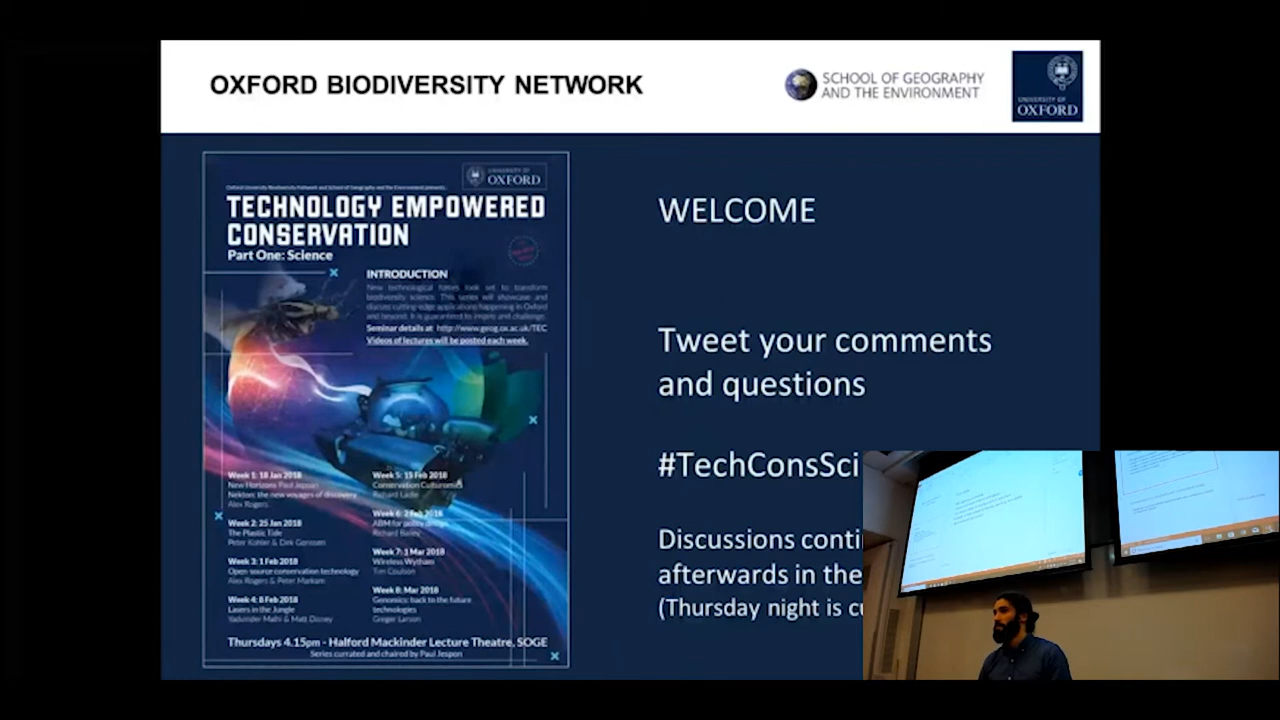 OXFORD BIODIVERSITY NETWORK
SCHOOL OF GEOGRAPHY
AND THE ENVIRONMENT
UNIVERSITY OF
OXFORD
UNIVERSITY OF
OXFORD
Oxford University Biodiversity Network and School of Geography and the Environment presents.
TECHNOLOGY EMPOWERED
CONSERVATION
Part One: Science
INTRODUCTION
New technological forces look set to transform
biodiversity science. This series will showcase and
discuss cutting-edge applications happening in Oxford
and beyond. It is guaranteed to inspire and challenge.
Seminar details at http://www.geog.ox.ac.uk/TEC
Videos of lectures will be posted each week.
Week 1: 18 Jan 2018
New Horizons Paul Jepson
Nekton: the new voyages of discovery
Alex Rogers
Week 2: 25 Jan 2018
The Plastic Tide
Peter Kohler & Dirk Gorissen
Week 3: 1 Feb 2018
Open-source conservation technology
Alex Rogers & Peter Markam
Week 4: 8 Feb 2018
Lasers in the Jungle
Yadvinder Malhi & Mat Disney
Week 5: 15 Feb 2018
Conservation Culturomics
Richard Ladle
Week 6: 2 Feb 2018
ABM for policy design
Richard Bailey
Week 7: 1 Mar 2018
Wireless Wytham
Tim Coulson
Week 8: Mar 2018
Genomics: back to the future
technologies
Greger Larson
Thursdays 4.15pm - Halford Mackinder Lecture Theatre, SOGE
Series currated and chaired by Paul Jespon
WELCOME
Tweet your comments
and questions
#TechConsSci
Discussions conti
afterwards in the
(Thursday night is cu